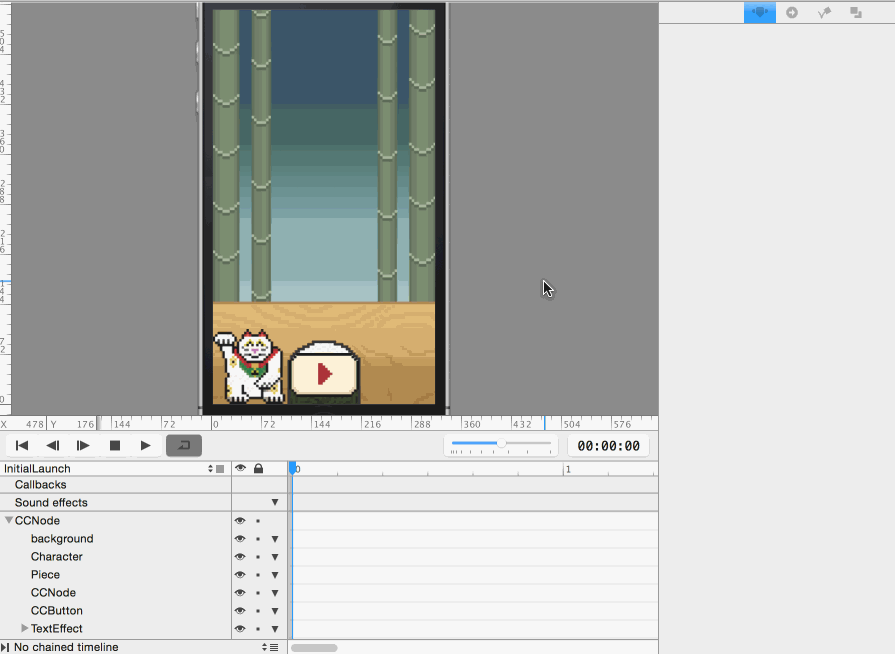 X 478 Y 176 144 72 0 72 144 216 288 360 432 504 576
00:00:00
InitialLaunch 0 1
Callbacks
Sound effects
CCNode
background
Character
Piece
CCNode
CCButton
TextEffect
No chained timeline